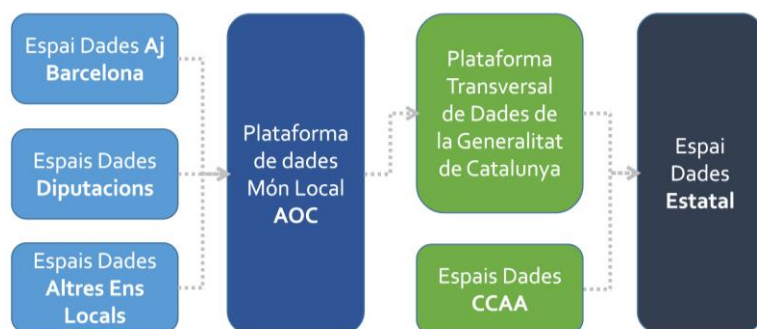 Espai Dades Aj
Barcelona
Espais Dades
Diputacions
Espais Dades
Altres Ens
Locals
Plataforma
de dades
Món Local
AOC
Plataforma
Transversal
de Dades de
la Generalitat
de Catalunya
Espais Dades
CCAA
Espai
Dades
Estatal